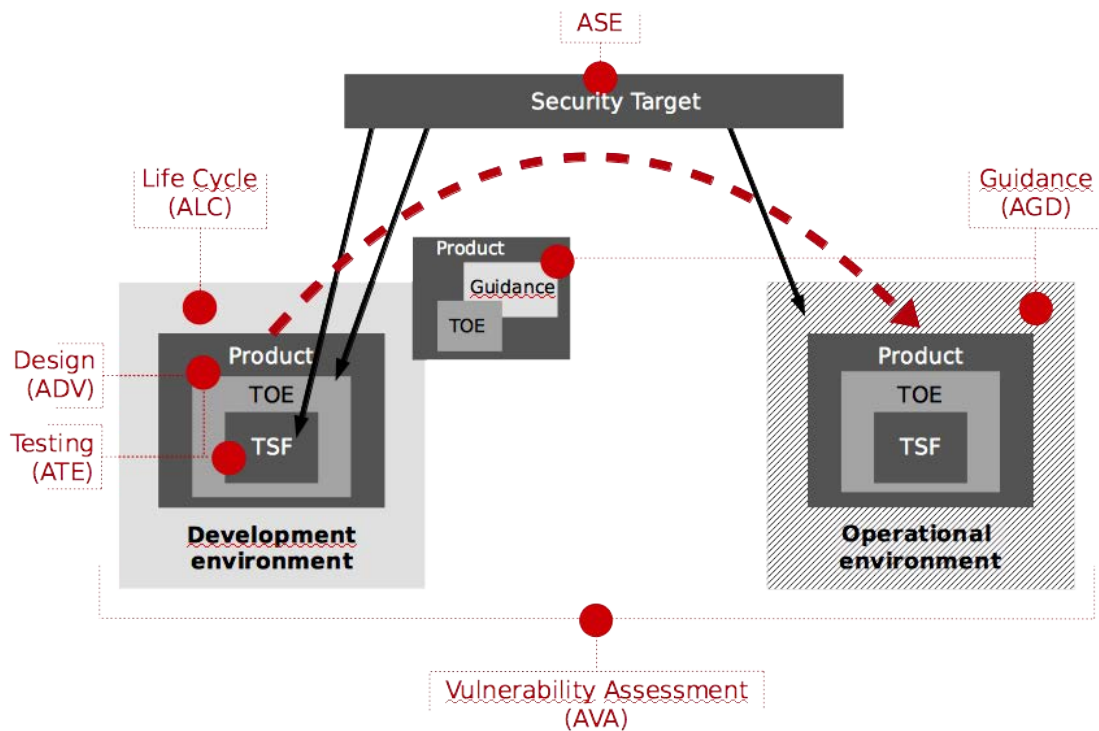 ASE
Security Target
Life Cycle
(ALC)
Guidance
(AGD)
Product
Guidance
TOE
Design
(ADV)
Testing
(ATE)
Product
TOE
TSF
Development
environment
Product
TOE
TSF
Operational
environment
Vulnerability Assessment
(AVA)